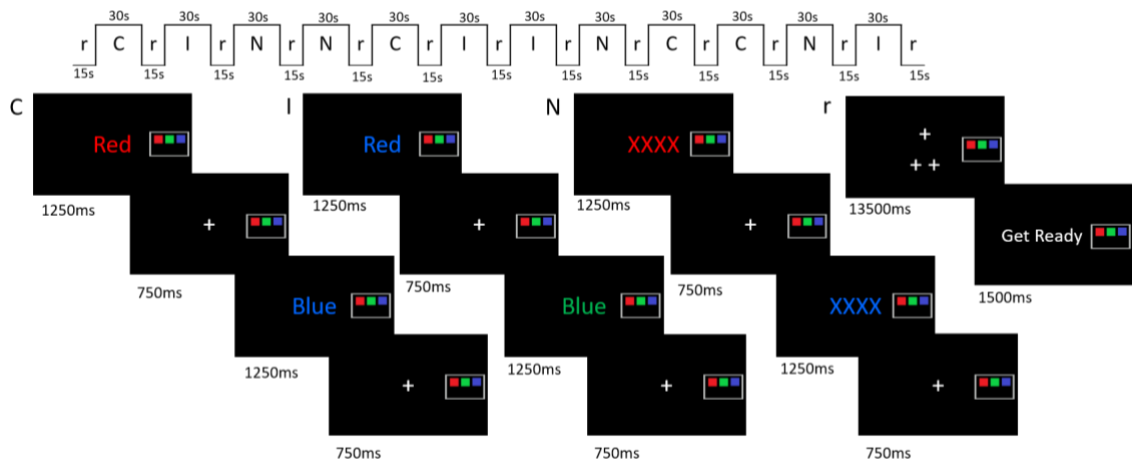 30s 30s 30s 30s 30s 30s 30s 30s 30s 30s 30s 30s
r C r I r N r N r C r I r I r N r C r C r N r I r
15s 15s 15s 15s 15s 15s 15s 15s 15s 15s 15s 15s 15s
C I N r
Red Red XXXX +
+ +
1250ms 1250ms 1250ms 13500ms
+ + + Get Ready
750ms 750ms 750ms 1500ms
Blue Blue XXXX
1250ms 1250ms 1250ms
+ + +
750ms 750ms 750ms